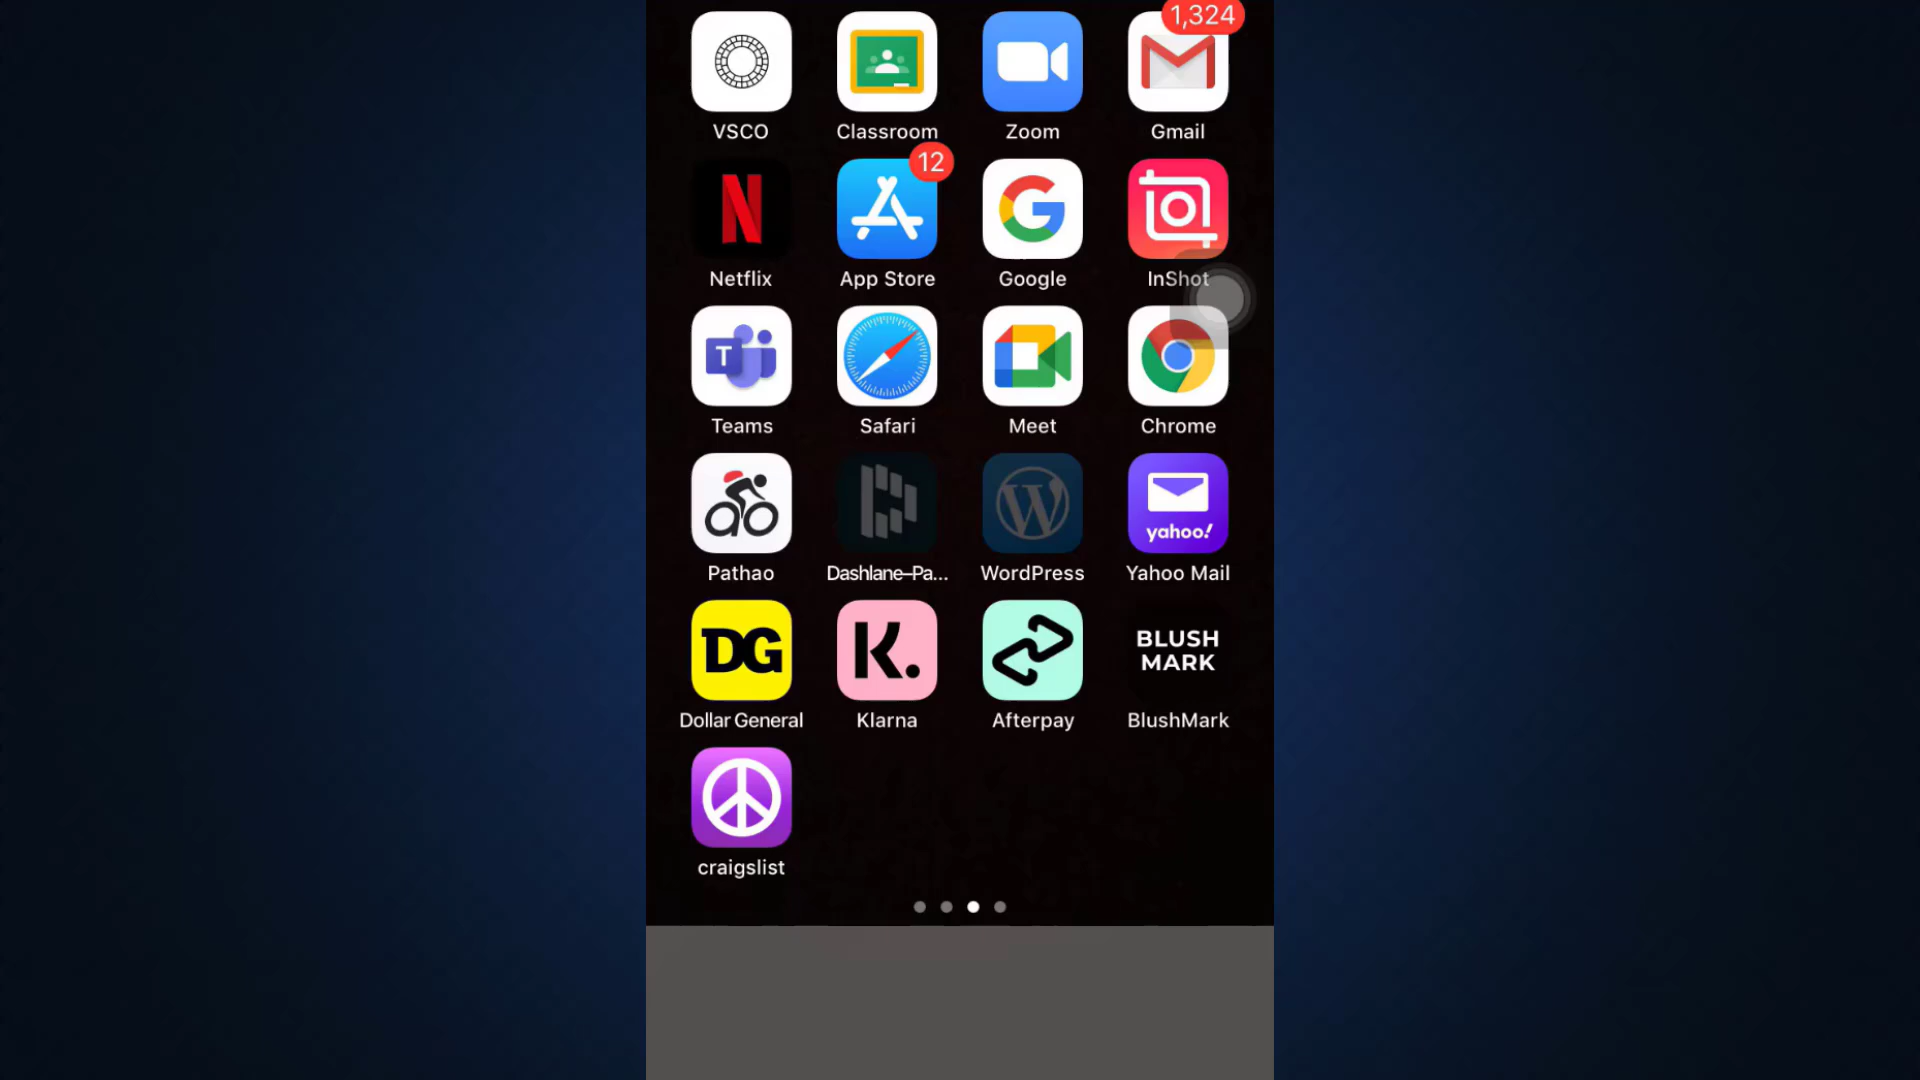 1,324
VSCO
Classroom
Zoom
Gmail
12
Netflix
App Store
Google
InShot
T
Teams
Safari
Meet
Chrome
yahoo!
Pathao
Dashlane–Pa...
WordPress
Yahoo Mail
DG
K.
BLUSH
MARK
Dollar General
Klarna
Afterpay
BlushMark
craigslist